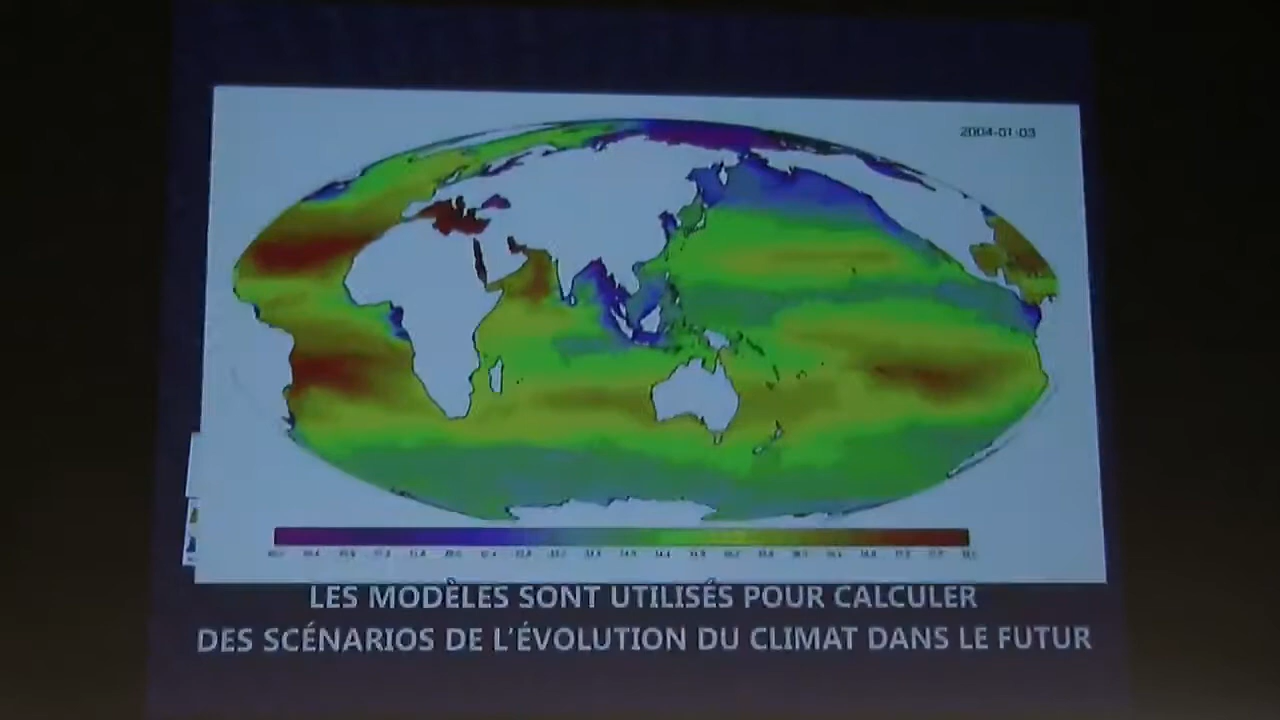 2004-01-03
LES MODÈLES SONT UTILISÉS POUR CALCULER
DES SCÉNARIOS DE L'ÉVOLUTION DU CLIMAT DANS LE FUTUR